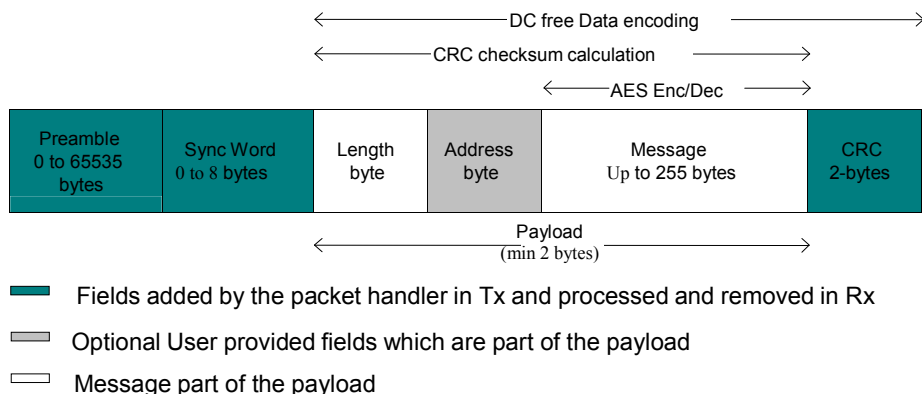 DC free Data encoding
CRC checksum calculation
AES Enc/Dec
Preamble
0 to 65535
bytes
Sync Word
0 to 8 bytes
Length
byte
Address
byte
Message
Up to 255 bytes
CRC
2-bytes
Payload
(min 2 bytes)
Fields added by the packet handler in Tx and processed and removed in Rx
Optional User provided fields which are part of the payload
Message part of the payload